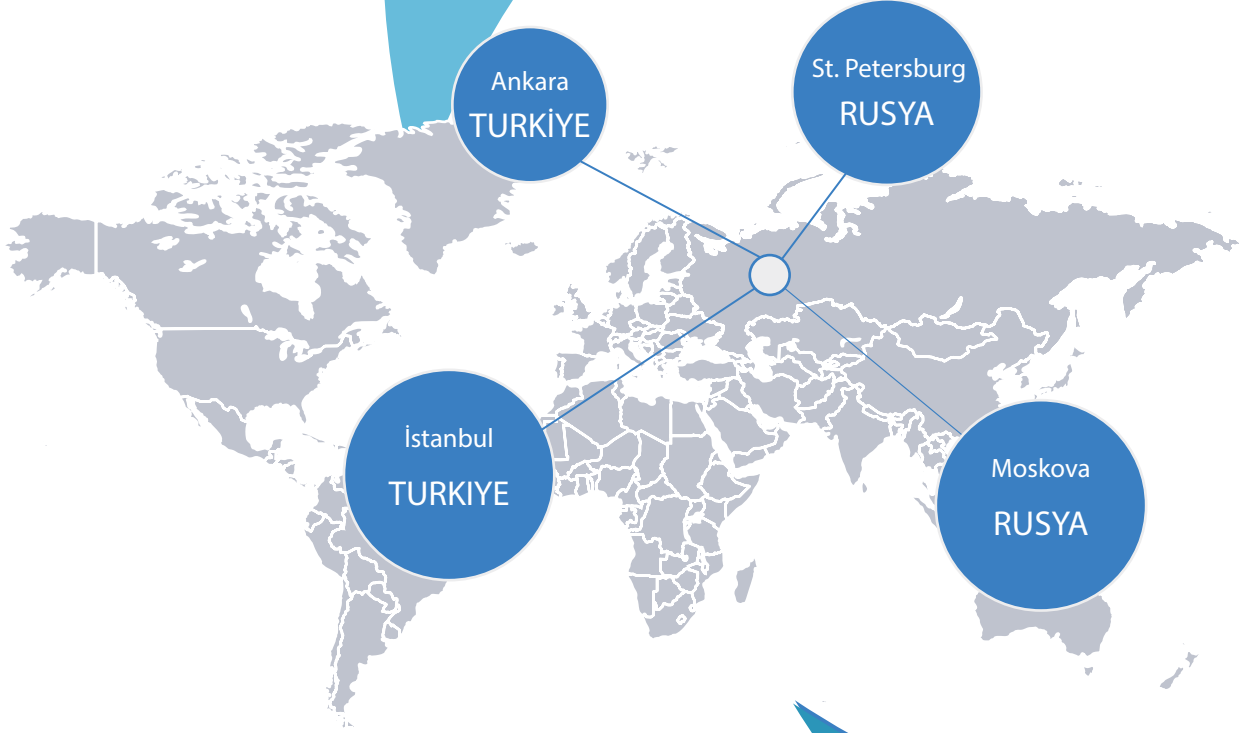 Ankara
TURKİYE
St. Petersburg
RUSYA
İstanbul
TURKIYE
Moskova
RUSYA